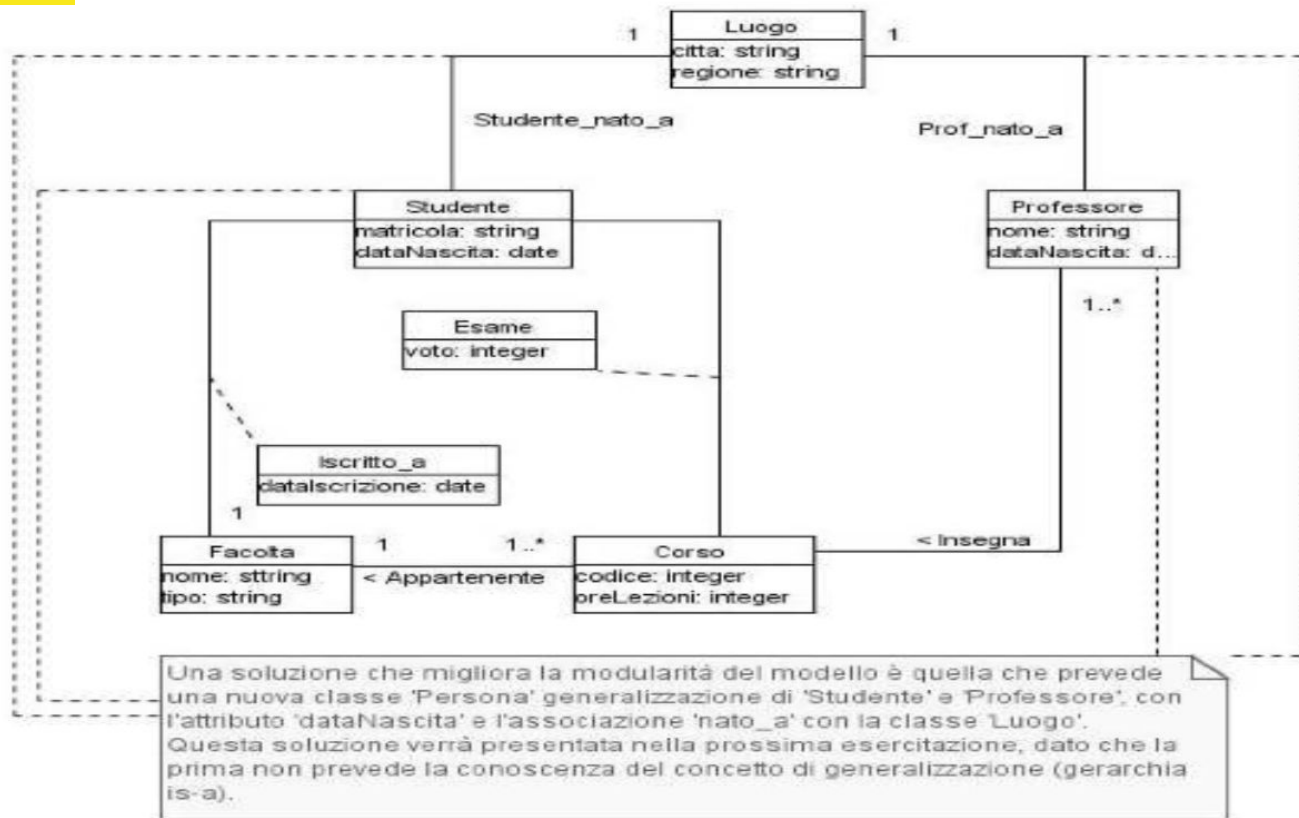 Luogo
citta: string
regione: string
1
1
Studente_nato_a
Prof_nato_a
Studente
matricola: string
dataNascita: date
Professore
nome: string
dataNascita: d...
1..*
Esame
voto: integer
Iscritto_a
dataIscrizione: date
1
Facolta
nome: sttring
tipo: string
1
1..*
< Appartenente
Corso
codice: integer
oreLezioni: integer
< Insegna
Una soluzione che migliora la modularità del modello è quella che prevede
una nuova classe 'Persona' generalizzazione di 'Studente' e 'Professore', con
l'attributo 'dataNascita' e l'associazione 'nato_a' con la classe 'Luogo'.
Questa soluzione verrà presentata nella prossima esercitazione, dato che la
prima non prevede la conoscenza del concetto di generalizzazione (gerarchia
is-a).